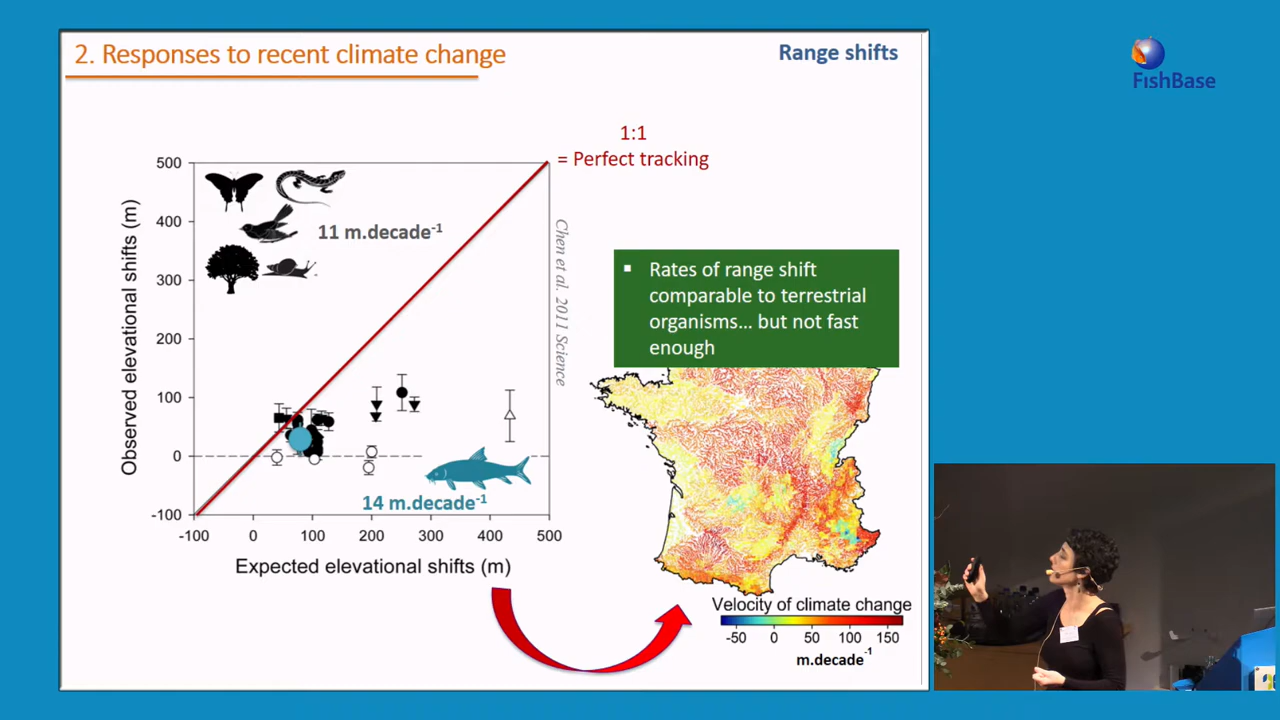 2. Responses to recent climate change
Range shifts
FishBase
1:1
= Perfect tracking
500
400
300
200
100
0
-100
Observed elevational shifts (m)
11 m.decade-1
14 m.decade-1
Chen et al. 2011 Science
-100 0 100 200 300 400 500
Expected elevational shifts (m)
▪ Rates of range shift
comparable to terrestrial
organisms... but not fast
enough
Velocity of climate change
-50 0 50 100 150
m.decade-1